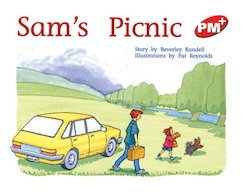 Sam's Picnic
PM+
Story by Beverley Randell
Illustrations by Pat Reynolds